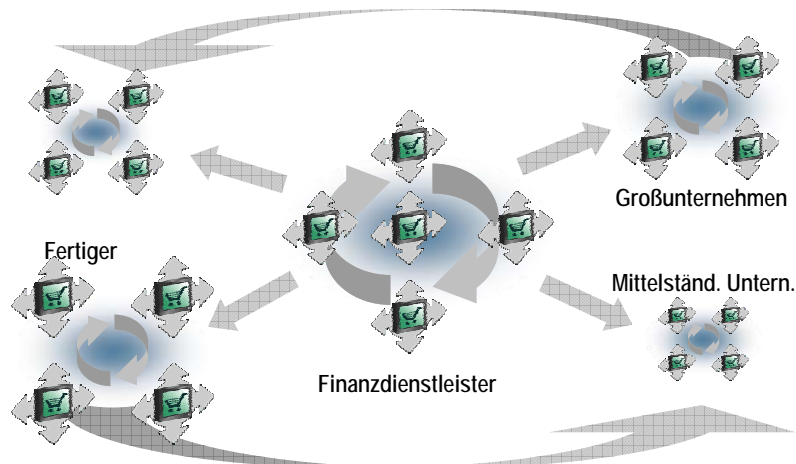 Großunternehmen
Fertiger
Mittelständ. Untern.
Finanzdienstleister